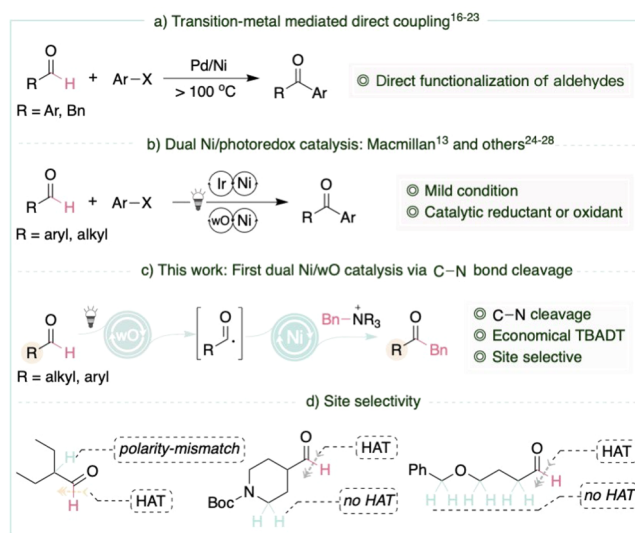 a) Transition-metal mediated direct coupling16-23
O
R H + Ar–X Pd/Ni > 100 °C O R Ar
R = Ar, Bn
◎ Direct functionalization of aldehydes
b) Dual Ni/photoredox catalysis: Macmillan13 and others24-28
O
R H + Ar–X Ir Ni wO Ni O R Ar
R = aryl, alkyl
◎ Mild condition
◎ Catalytic reductant or oxidant
c) This work: First dual Ni/wO catalysis via C–N bond cleavage
O
R H wO O R Ni Bn–NR3 + O R Bn
R = alkyl, aryl
◎ C–N cleavage
◎ Economical TBADT
◎ Site selective
d) Site selectivity
H polarity-mismatch O H HAT
O HAT H BocN H H no HAT
Ph O O HAT H H H H H H H no HAT